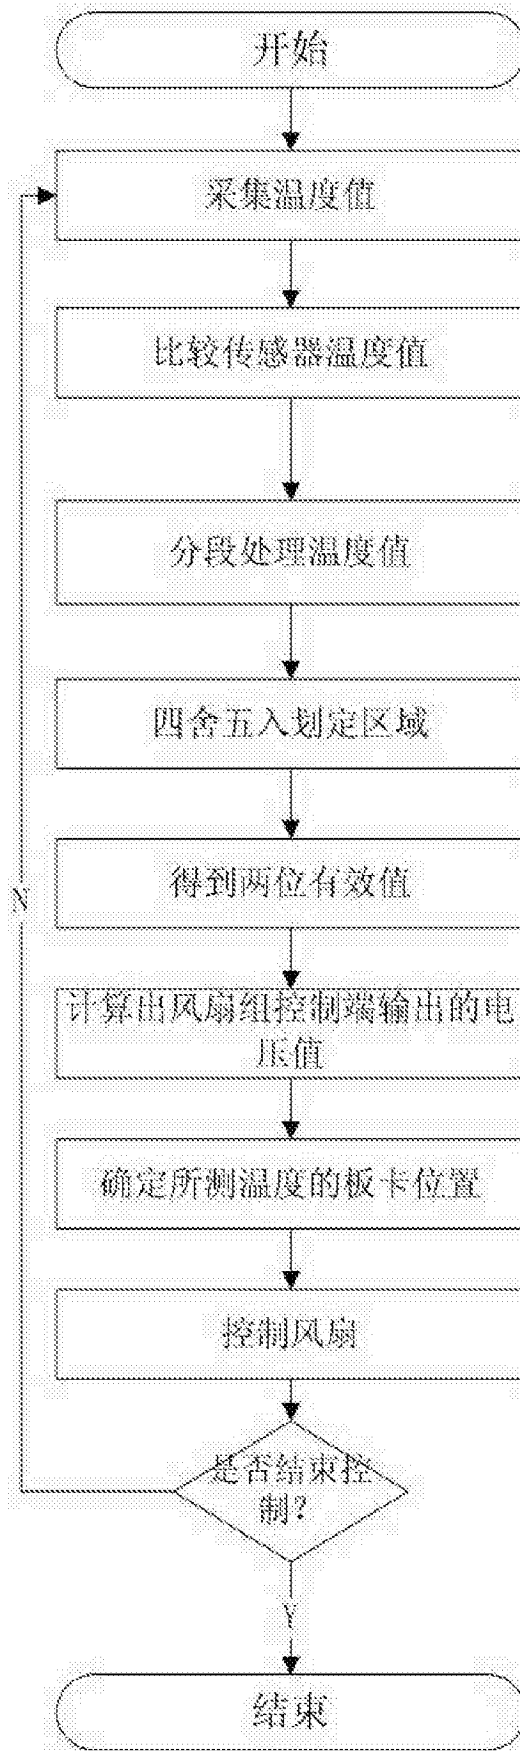 开始
采集温度值
比较传感器温度值
分段处理温度值
四舍五入划定区域
得到两位有效值
N
计算出风扇组控制端输出的电
压值
确定所测温度的板卡位置
控制风扇
是否结束控
制?
Y
结束